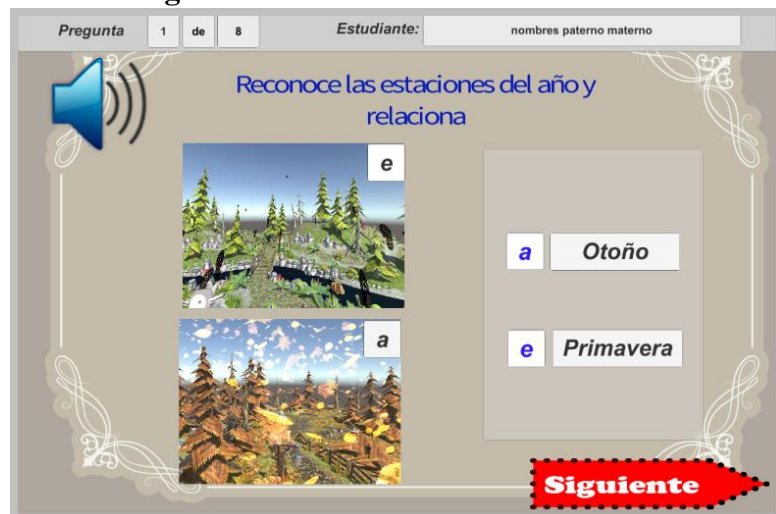 Pregunta 1 de 8 Estudiante: nombres paterno materno
Reconoce las estaciones del año y
relaciona
e
a Otoño
a
e Primavera
Siguiente